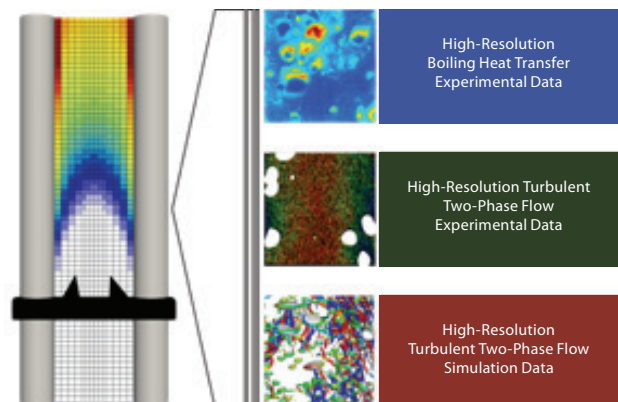 High-Resolution
Boiling Heat Transfer
Experimental Data
High-Resolution Turbulent
Two-Phase Flow
Experimental Data
High-Resolution
Turbulent Two-Phase Flow
Simulation Data